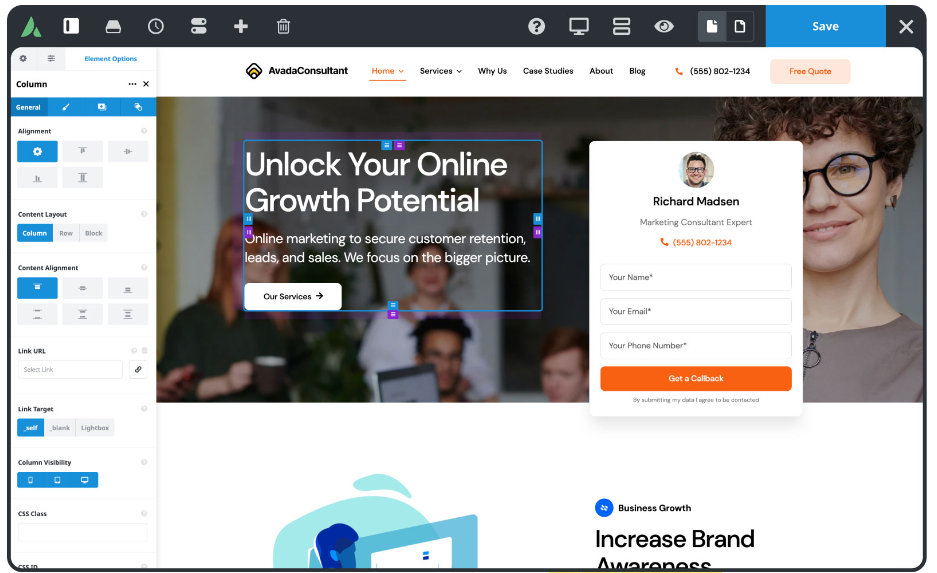 Save
Element Options
Column
General
Alignment
Content Layout
Column Row Block
Content Alignment
Link URL
Select Link
Link Target
_self _blank Lightbox
Column Visibility
CSS Class
CSS ID
AvadaConsultant
Home Services Why Us Case Studies About Blog
(555) 802-1234
Free Quote
Unlock Your Online
Growth Potential
Online marketing to secure customer retention,
leads, and sales. We focus on the bigger picture.
Our Services
Richard Madsen
Marketing Consultant Expert
(555) 802-1234
Your Name*
Your Email*
Your Phone Number*
Get a Callback
By submitting my data I agree to be contacted
Business Growth
Increase Brand
Awareness